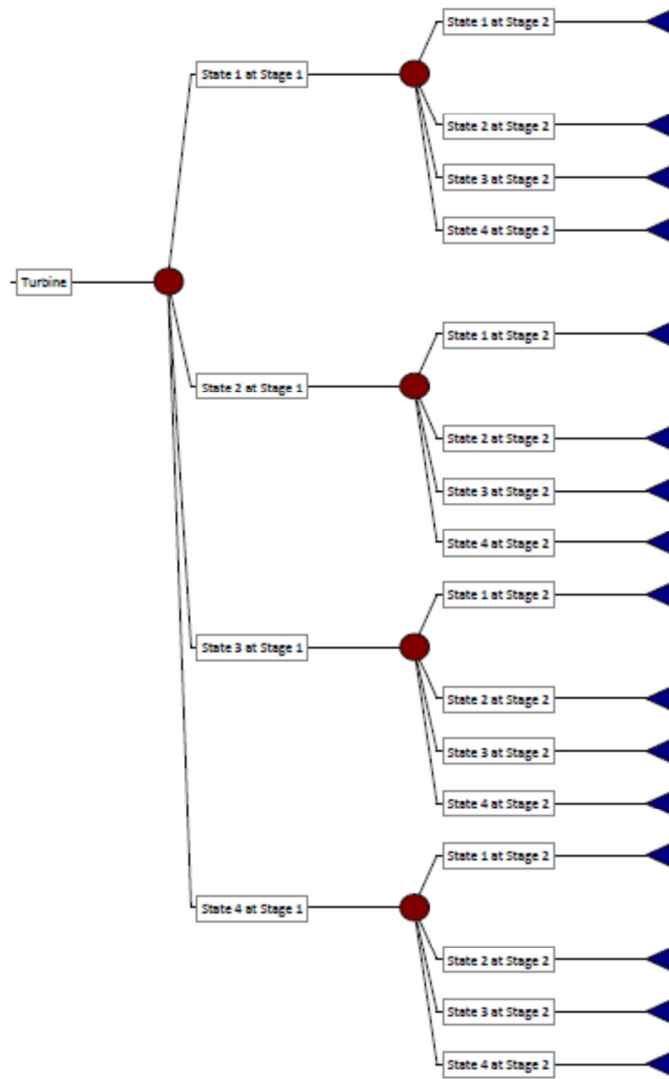 State 1 at Stage 2
State 1 at Stage 1
State 2 at Stage 2
State 3 at Stage 2
State 4 at Stage 2
Turbine
State 1 at Stage 2
State 2 at Stage 1
State 2 at Stage 2
State 3 at Stage 2
State 4 at Stage 2
State 1 at Stage 2
State 3 at Stage 1
State 2 at Stage 2
State 3 at Stage 2
State 4 at Stage 2
State 1 at Stage 2
State 4 at Stage 1
State 2 at Stage 2
State 3 at Stage 2
State 4 at Stage 2